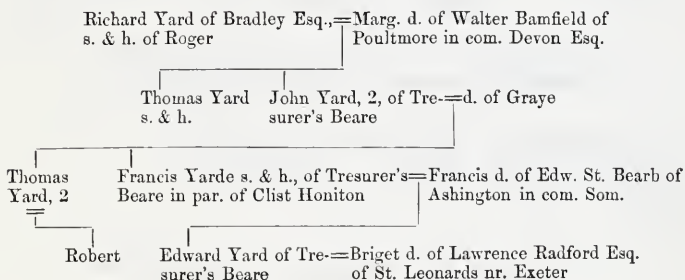 Richard Yard of Bradley Esq.,=Marg. d. of Walter Bamfield of
s. & h. of Roger Poultmore in com. Devon Esq.
Thomas Yard John Yard, 2, of Tre-=d. of Graye
s. & h. surer's Beare
Thomas Francis Yarde s. & h., of Tresurer's=Francis d. of Edw. St. Bearb of
Yard, 2 Beare in par. of Clist Honiton Ashington in com. Som.
Robert Edward Yard of Tre-=Briget d. of Lawrence Radford Esq.
surer's Beare of St. Leonards nr. Exeter